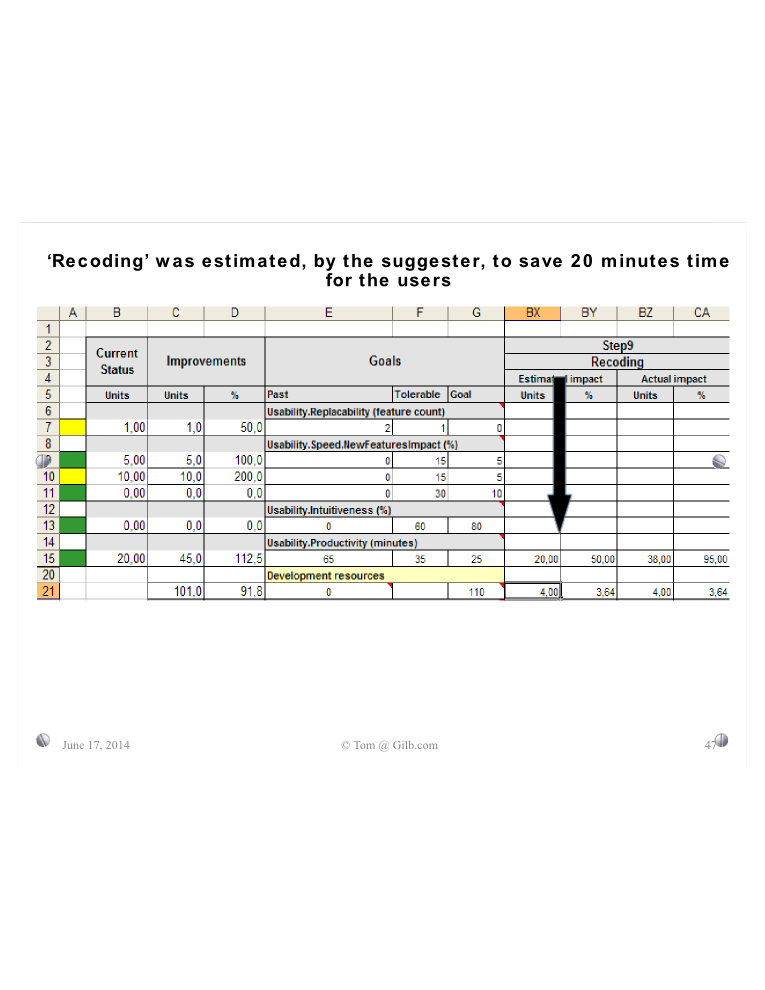 ‘Recoding’ was estimated, by the suggester, to save 20 minutes time
for the users
A B C D E F G BX BY BZ CA
1
2 Step9
3 Current Status Improvements Goals Recoding
4 Estimated impact Actual impact
5 Units Units % Past Tolerable Goal Units % Units %
6 Usability.Replacability (feature count)
7 1,00 1,0 50,0 2 1 0
8 Usability.Speed.NewFeaturesImpact (%)
5,00 5,0 100,0 0 15 5
10 10,00 10,0 200,0 0 15 5
11 0,00 0,0 0,0 0 30 10
12 Usability.Intuitiveness (%)
13 0,00 0,0 0,0 0 60 80
14 Usability.Productivity (minutes)
15 20,00 45,0 112,5 65 35 25 20,00 50,00 38,00 95,00
20 Development resources
21 101,0 91,8 0 110 4,00 3,64 4,00 3,64
June 17, 2014 © Tom @ Gilb.com 47